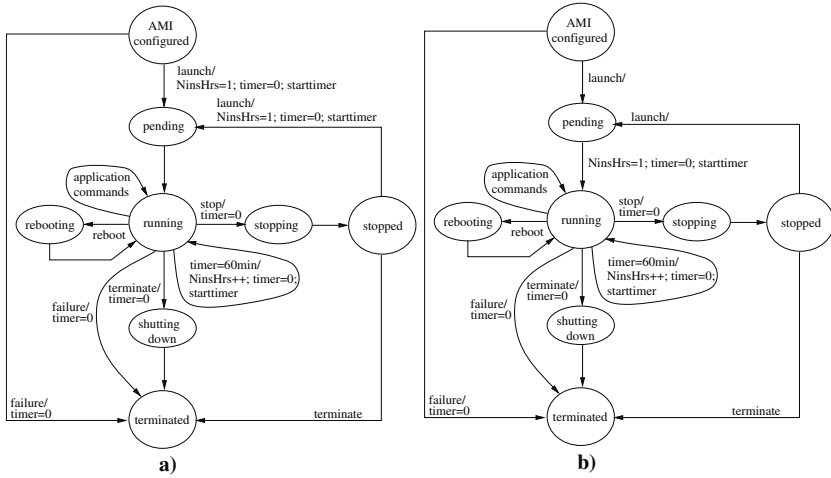 AMI
configured
launch/
NinsHrs=1; timer=0; starttimer
launch/
NinsHrs=1; timer=0; starttimer
pending
application
commands
rebooting
reboot
running
stop/
timer=0
stopping
stopped
timer=60min/
NinsHrs++; timer=0;
starttimer
terminate/
timer=0
failure/
timer=0
shutting
down
failure/
timer=0
terminated
terminate
a)
AMI
configured
launch/
launch/
pending
NinsHrs=1; timer=0; starttimer
application
commands
rebooting
reboot
running
stop/
timer=0
stopping
stopped
timer=60min/
NinsHrs++; timer=0;
starttimer
terminate/
timer=0
failure/
timer=0
shutting
down
failure/
timer=0
terminated
terminate
b)